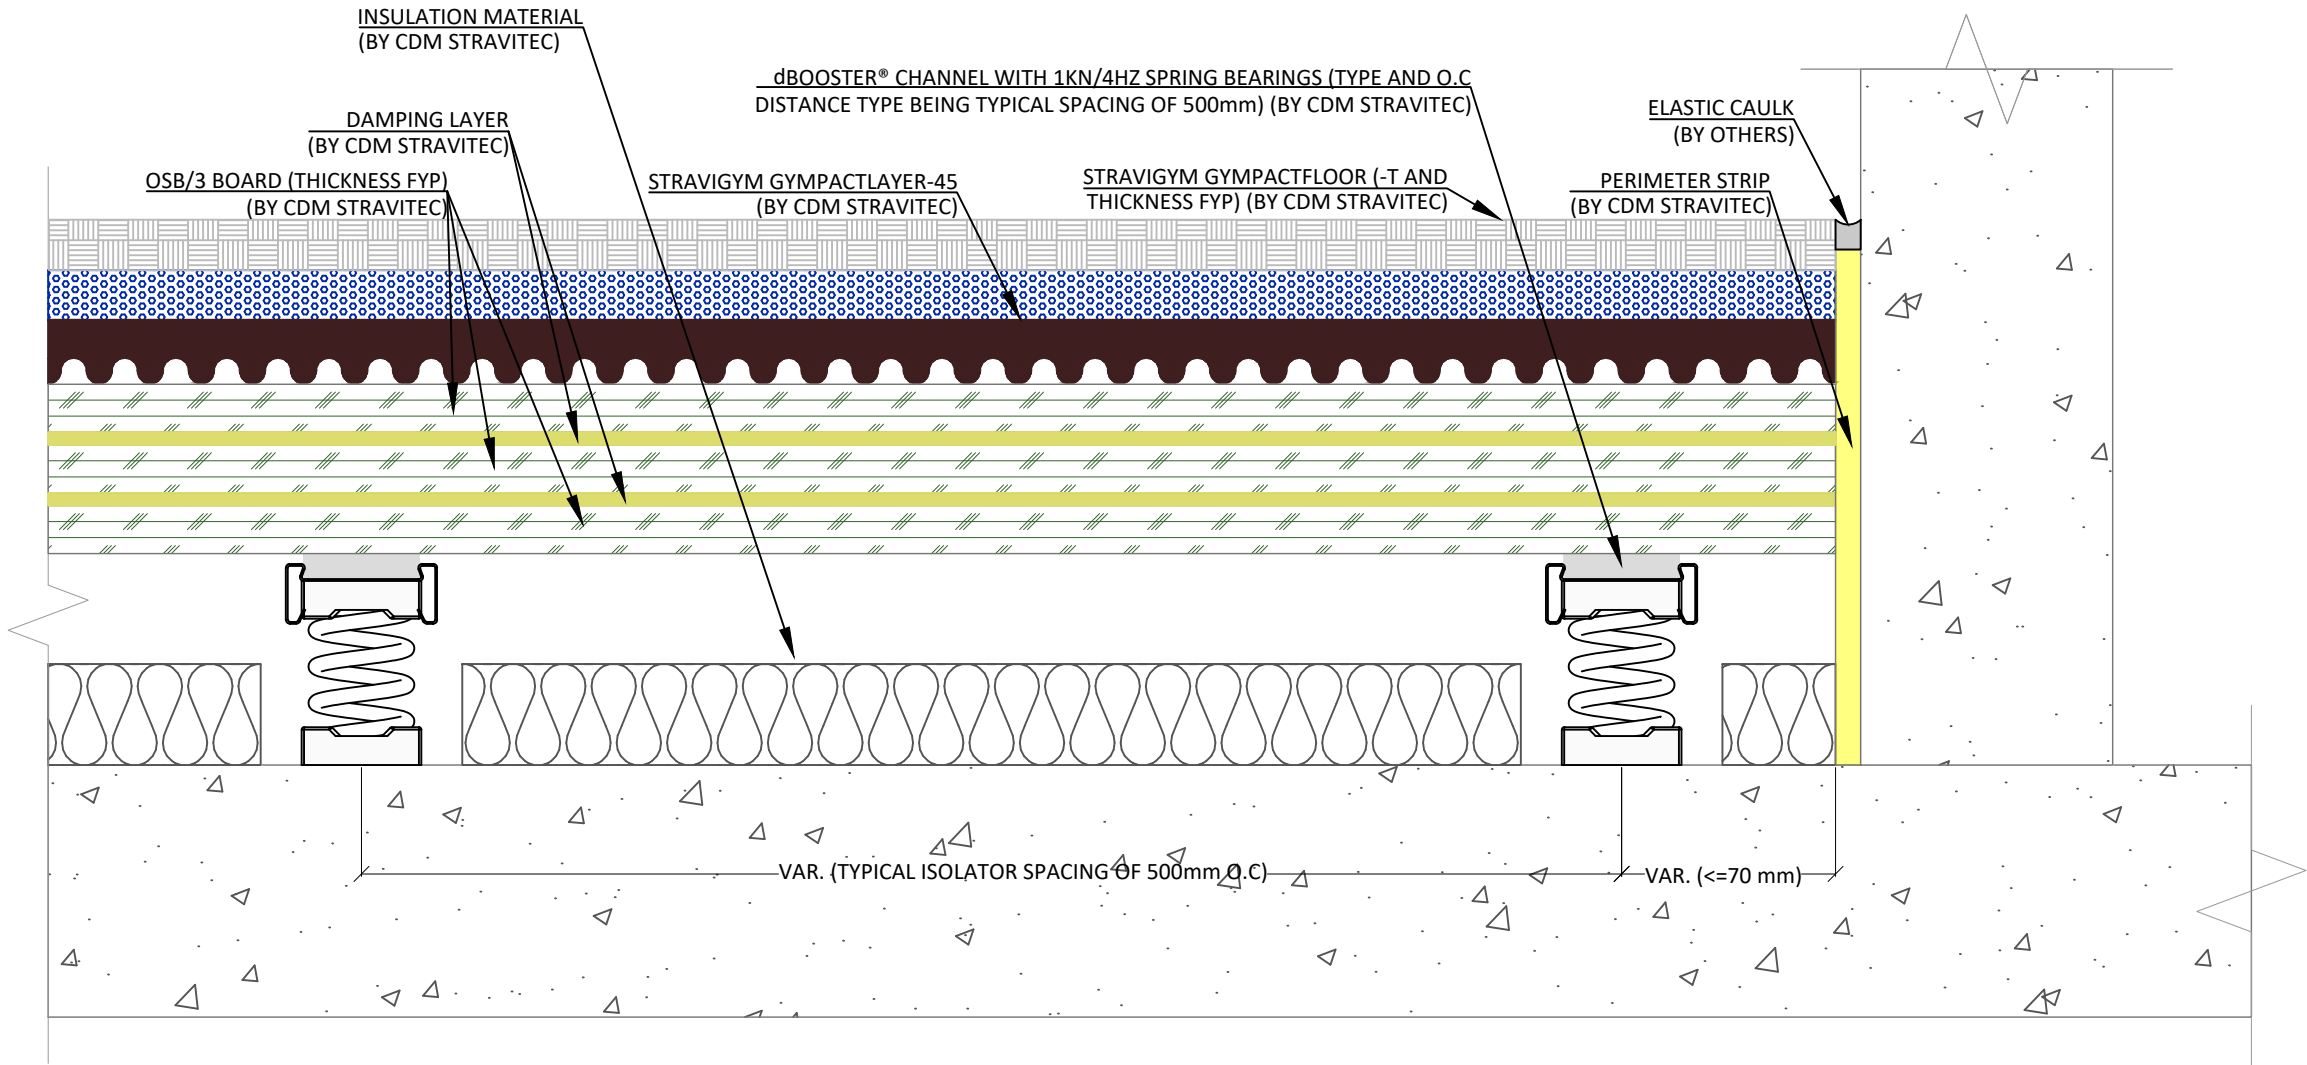 INSULATION MATERIAL
(BY CDM STRAVITEC)
dBOOSTER® CHANNEL WITH 1KN/4HZ SPRING BEARINGS (TYPE AND O.C
DISTANCE TYPE BEING TYPICAL SPACING OF 500mm) (BY CDM STRAVITEC)
ELASTIC CAULK
(BY OTHERS)
DAMPING LAYER
(BY CDM STRAVITEC)
OSB/3 BOARD (THICKNESS FYP)
(BY CDM STRAVITEC)
STRAVIGYM GYMPACTLAYER-45
(BY CDM STRAVITEC)
STRAVIGYM GYMPACTFLOOR (-T AND
THICKNESS FYP) (BY CDM STRAVITEC)
PERIMETER STRIP
(BY CDM STRAVITEC)
VAR. (TYPICAL ISOLATOR SPACING OF 500mm O.C)
VAR. (<=70 mm)